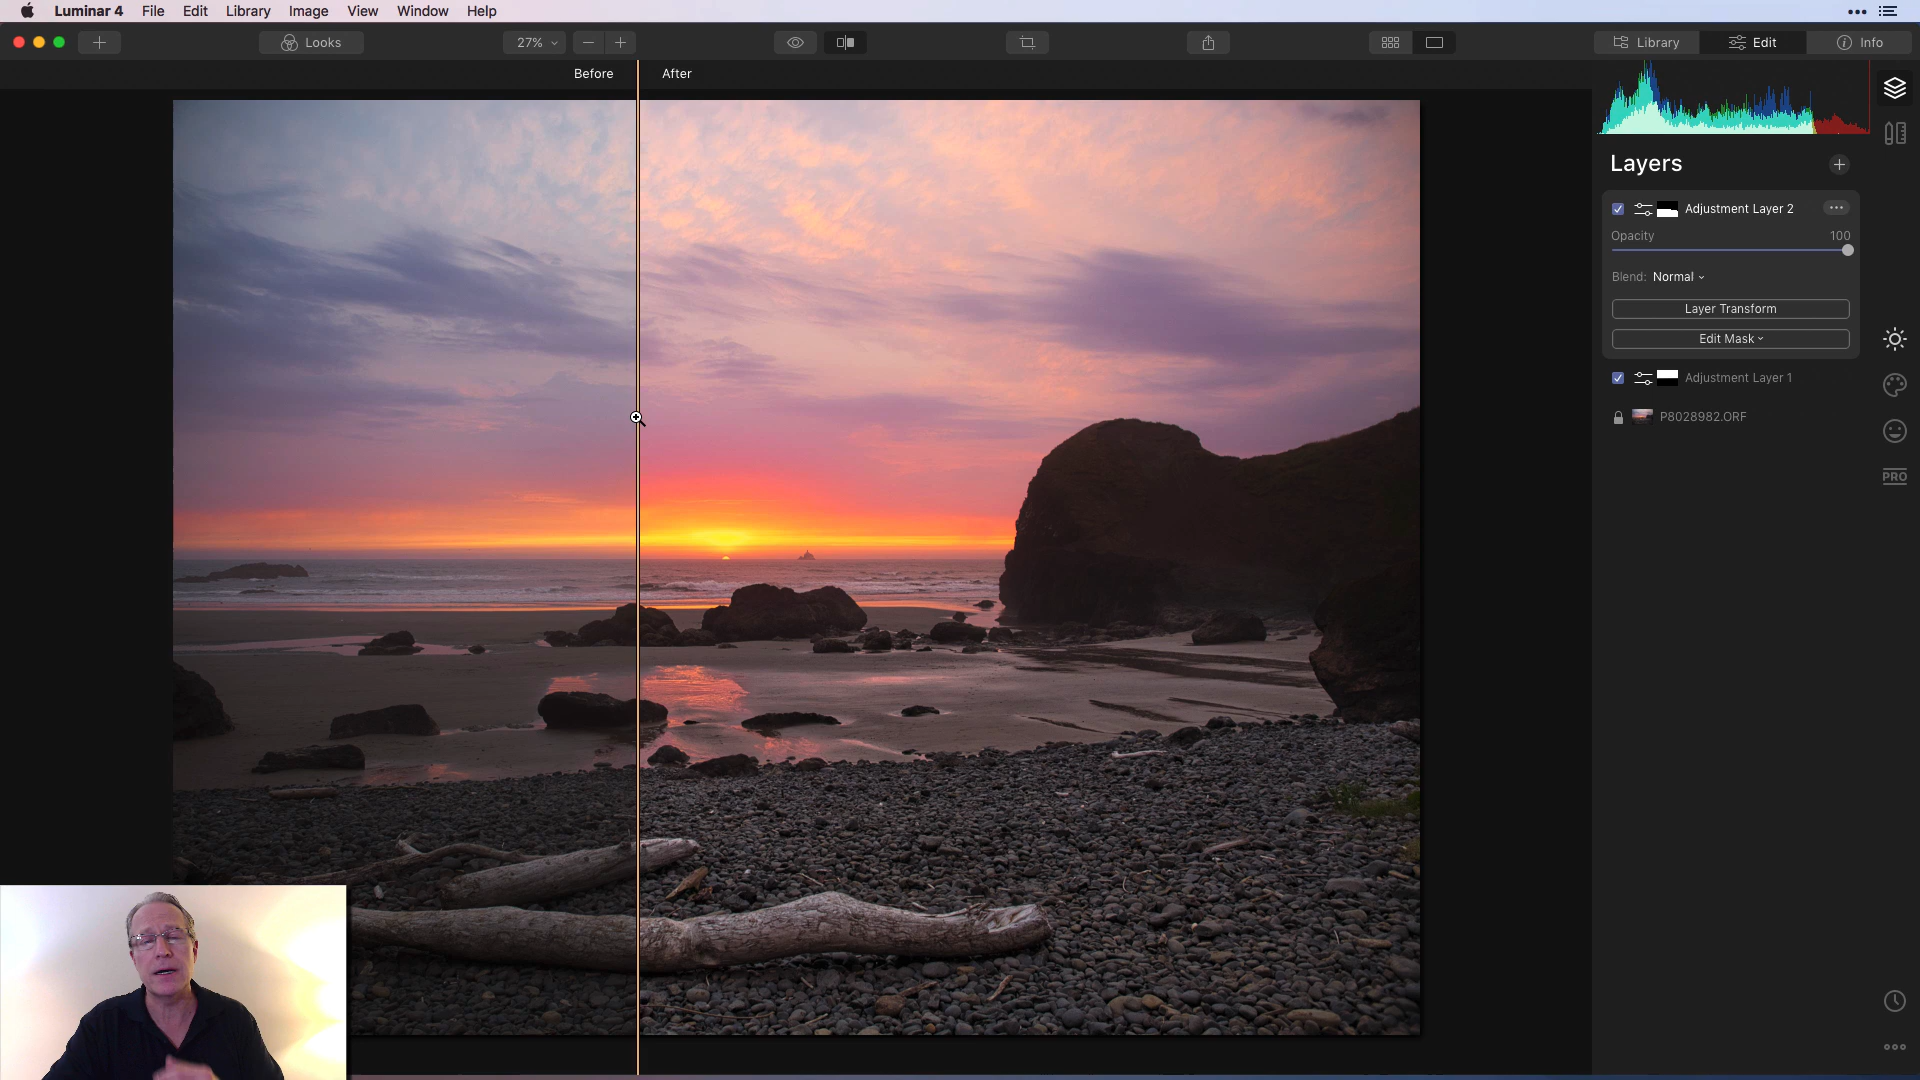 Luminar 4 File Edit Library Image View Window Help
Looks 27% Library Edit Info
Before After
Layers
Adjustment Layer 2
Opacity 100
Blend: Normal
Layer Transform
Edit Mask
Adjustment Layer 1
P8028982.ORF
PRO